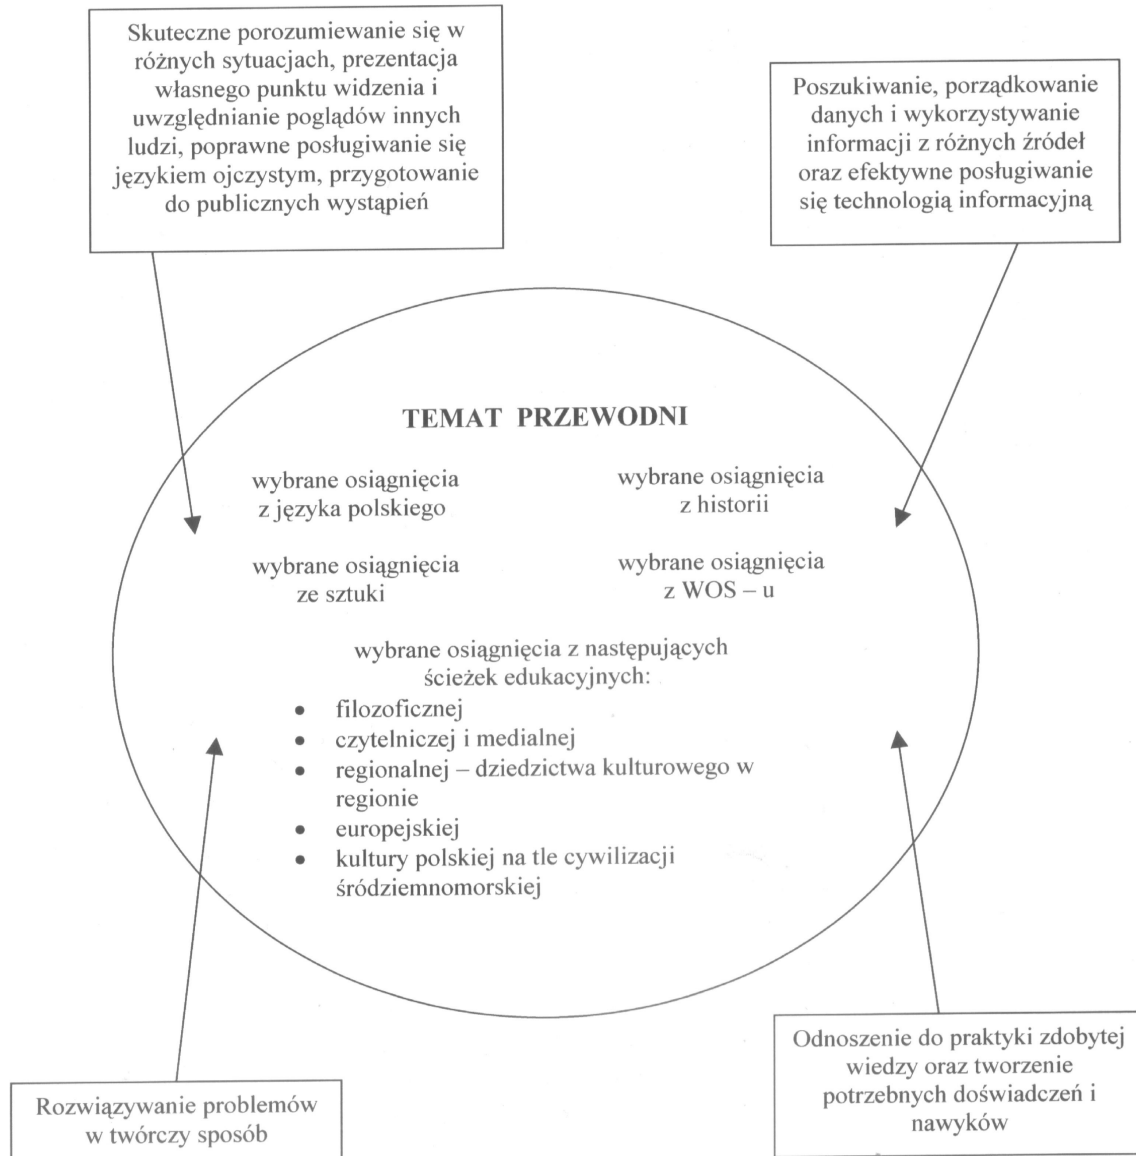 Skuteczne porozumiewanie się w
różnych sytuacjach, prezentacja
własnego punktu widzenia i
uwzględnianie poglądów innych
ludzi, poprawne posługiwanie się
językiem ojczystym, przygotowanie
do publicznych wystąpień
Poszukiwanie, porządkowanie
danych i wykorzystywanie
informacji z różnych źródeł
oraz efektywne posługiwanie
się technologią informacyjną
TEMAT PRZEWODNI
wybrane osiągnięcia
z języka polskiego
wybrane osiągnięcia
z historii
wybrane osiągnięcia
ze sztuki
wybrane osiągnięcia
z WOS – u
wybrane osiągnięcia z następujących
ścieżek edukacyjnych:
• filozoficznej
• czytelniczej i medialnej
• regionalnej – dziedzictwa kulturowego w
regionie
• europejskiej
• kultury polskiej na tle cywilizacji
śródziemnomorskiej
Rozwiązywanie problemów
w twórczy sposób
Odnoszenie do praktyki zdobytej
wiedzy oraz tworzenie
potrzebnych doświadczeń i
nawyków